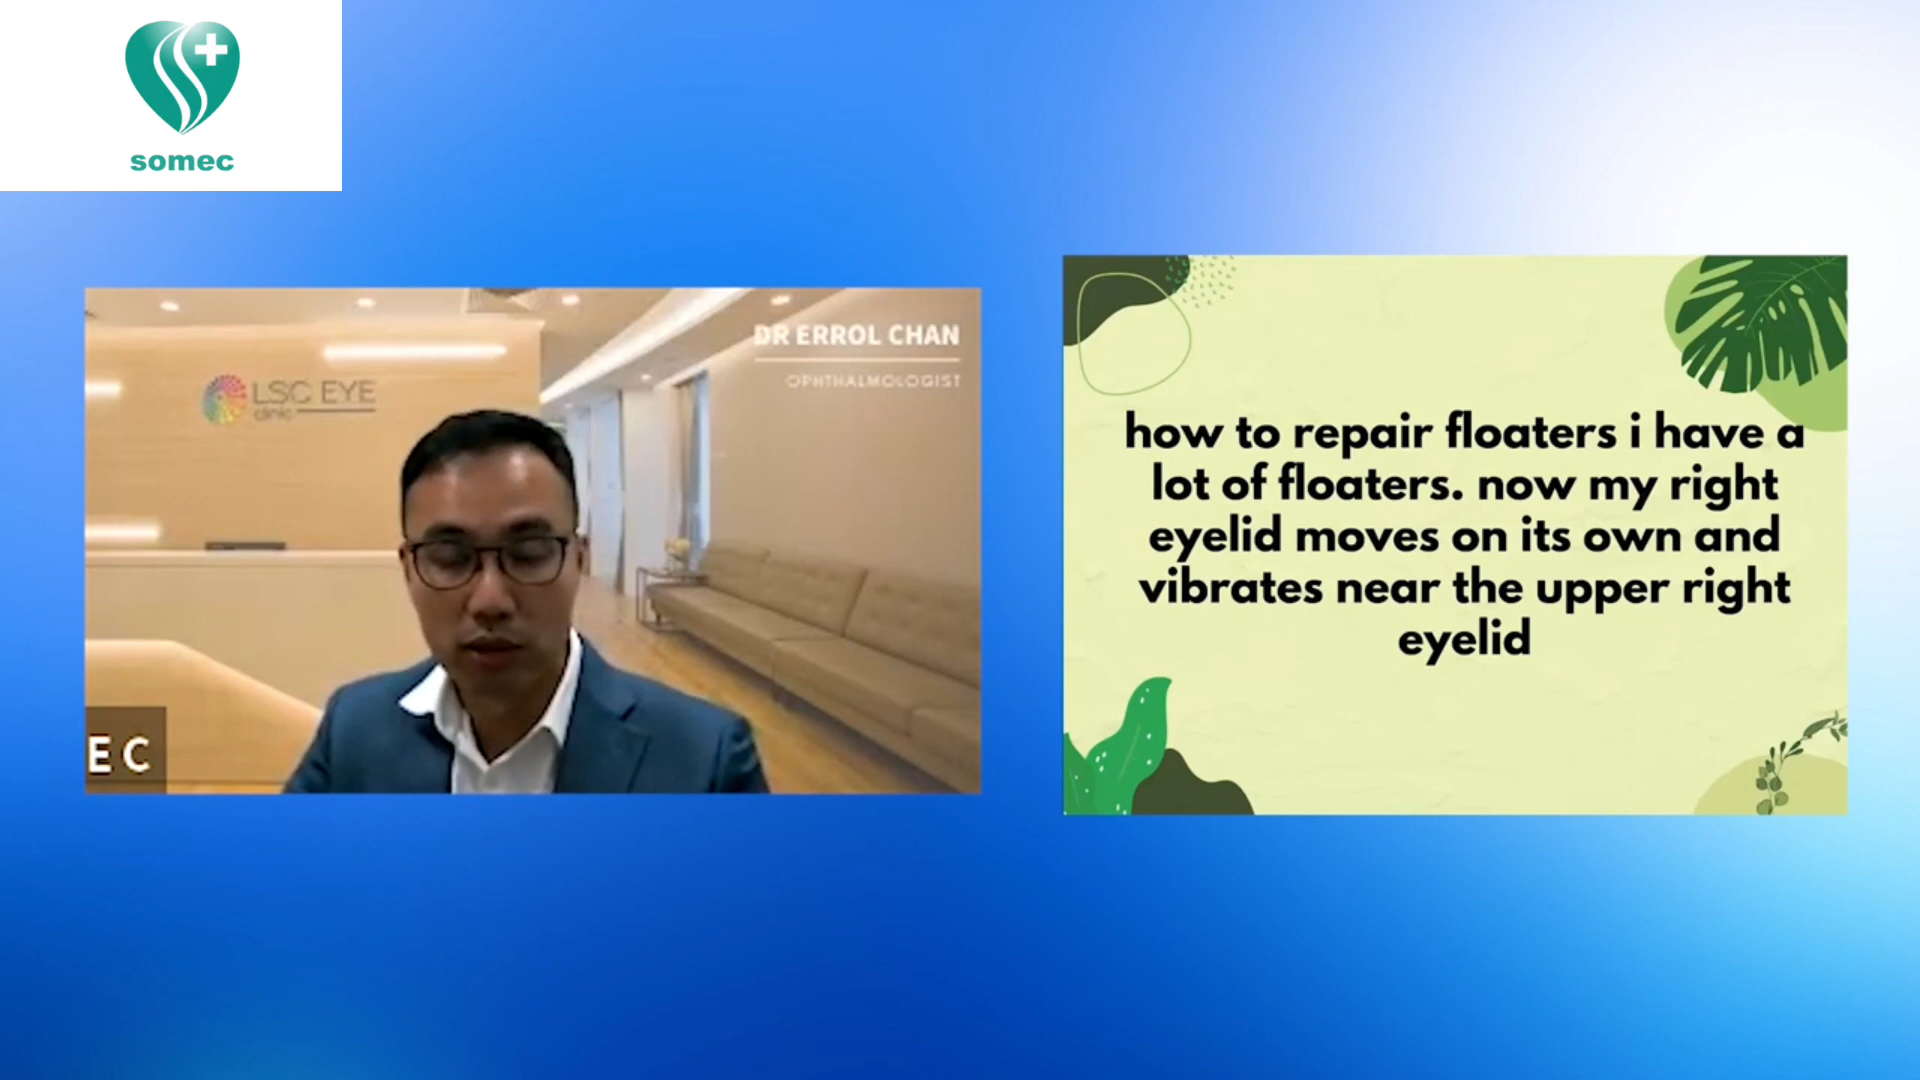 somec
DR ERROL CHAN
OPHTHALMOLOGIST
LSC EYE
clinic
E C
how to repair floaters i have a
lot of floaters. now my right
eyelid moves on its own and
vibrates near the upper right
eyelid